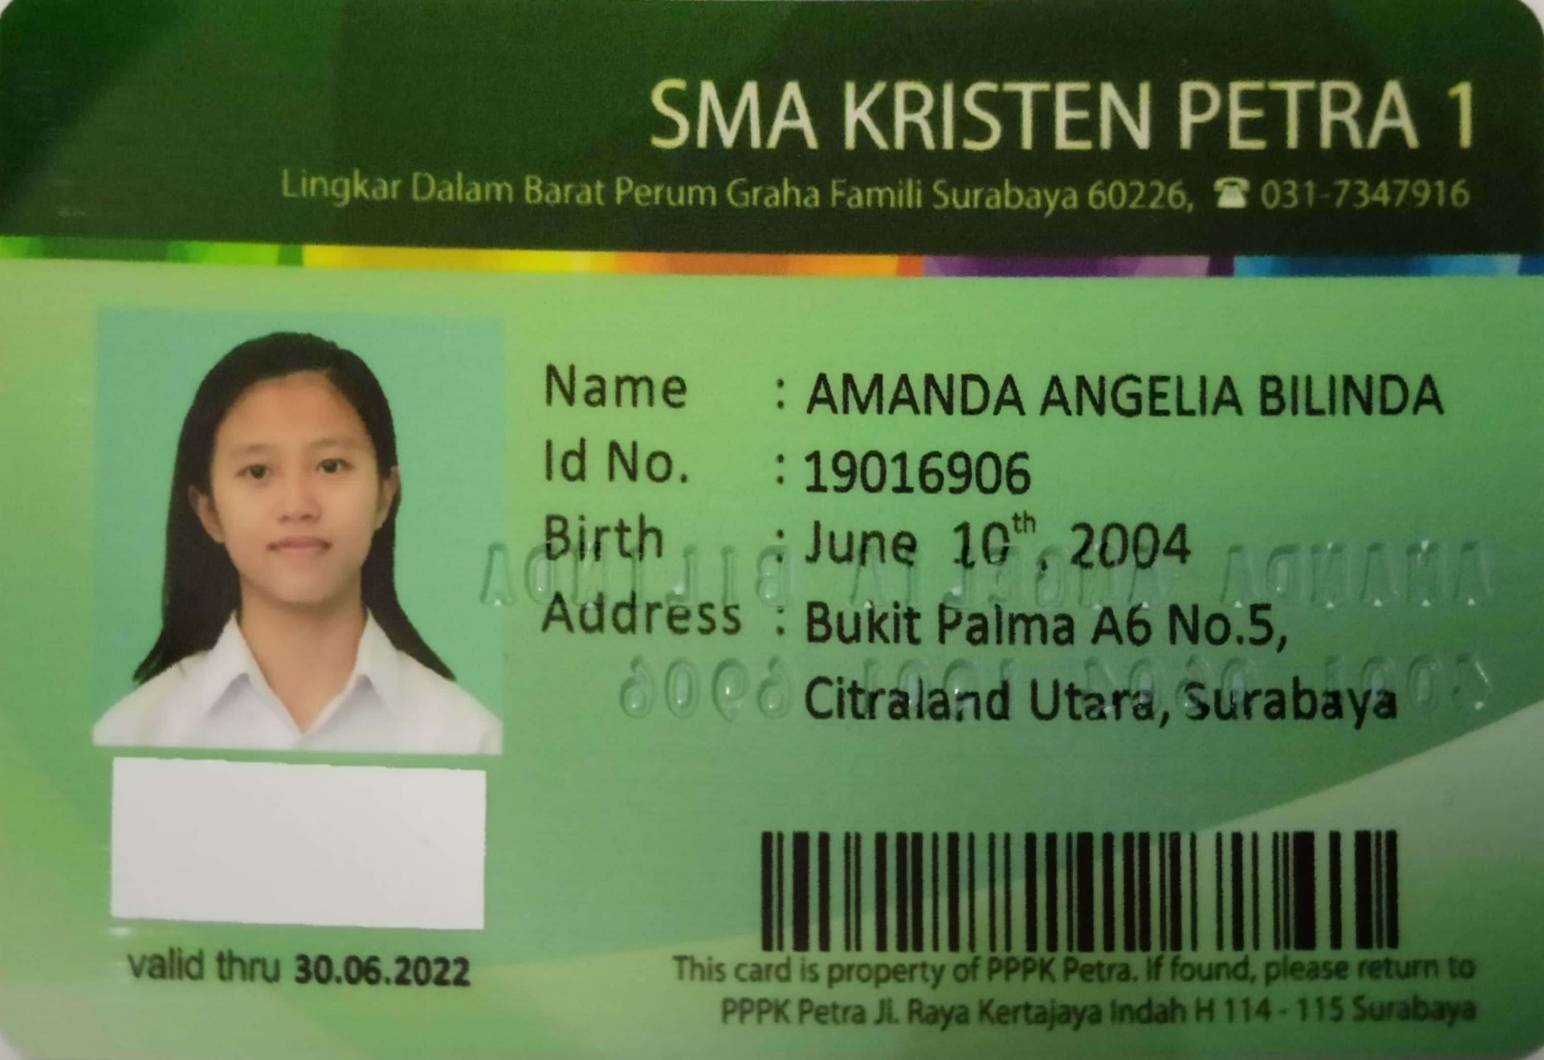 SMA KRISTEN PETRA 1
Lingkar Dalam Barat Perum Graha Famili Surabaya 60226, ☎ 031-7347916
Name : AMANDA ANGELIA BILINDA
Id No. : 19016906
Birth : June 10th, 2004
Address : Bukit Palma A6 No.5,
Citraland Utara, Surabaya
valid thru 30.06.2022
This card is property of PPPK Petra. If found, please return to
PPPK Petra Jl. Raya Kertajaya Indah H 114 - 115 Surabaya